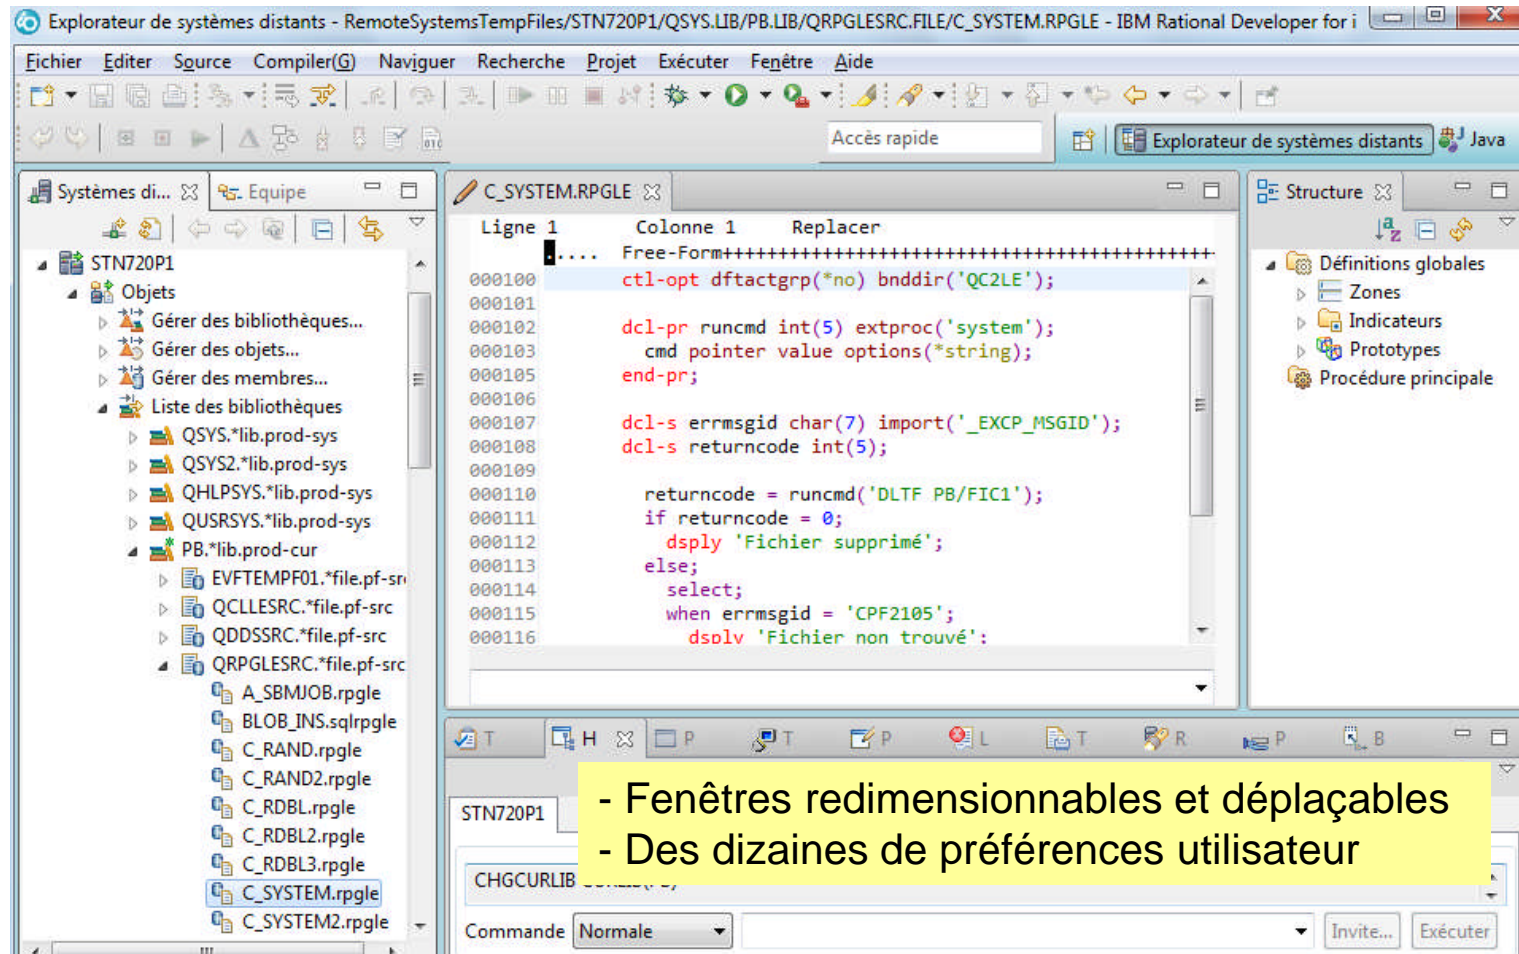 Explorateur de systèmes distants - RemoteSystemsTempFiles/STN720P1/QSYS.LIB/PB.LIB/QRPGLESRC.FILE/C_SYSTEM.RPGLE - IBM Rational Developer for i
Fichier Editer Source Compiler(G) Naviguer Recherche Projet Exécuter Fenêtre Aide
Accès rapide
Explorateur de systèmes distants
Java
Systèmes di...
Equipe
STN720P1
Objets
Gérer des bibliothèques...
Gérer des objets...
Gérer des membres...
Liste des bibliothèques
QSYS.*lib.prod-sys
QSYS2.*lib.prod-sys
QHLPSYS.*lib.prod-sys
QUSRSYS.*lib.prod-sys
PB.*lib.prod-cur
EVFTEMPF01.*file.pf-sr
QCLLESRC.*file.pf-src
QDDSSRC.*file.pf-src
QRPGLESRC.*file.pf-src
A_SBMJOB.rpgle
BLOB_INS.sqlrpgle
C_RAND.rpgle
C_RAND2.rpgle
C_RDBL.rpgle
C_RDBL2.rpgle
C_RDBL3.rpgle
C_SYSTEM.rpgle
C_SYSTEM2.rpgle
C_SYSTEM.RPGLE
Ligne 1 Colonne 1 Replacer
..... Free-Form++++++++++++++++++++++++++++++++++++++++++++
000100 ctl-opt dftactgrp(*no) bnddir('QC2LE');
000101
000102 dcl-pr runcmd int(5) extproc('system');
000103 cmd pointer value options(*string);
000105 end-pr;
000106
000107 dcl-s errmsgid char(7) import('_EXCP_MSGID');
000108 dcl-s returncode int(5);
000109
000110 returncode = runcmd('DLTF PB/FIC1');
000111 if returncode = 0;
000112 dsply 'Fichier supprimé';
000113 else;
000114 select;
000115 when errmsgid = 'CPF2105';
000116 dsply 'Fichier non trouvé';
Structure
Définitions globales
Zones
Indicateurs
Prototypes
Procédure principale
T H P T P L T R P B
STN720P1
- Fenêtres redimensionnables et déplaçables
- Des dizaines de préférences utilisateur
CHGCURLIB
Commande Normale Invite... Exécuter